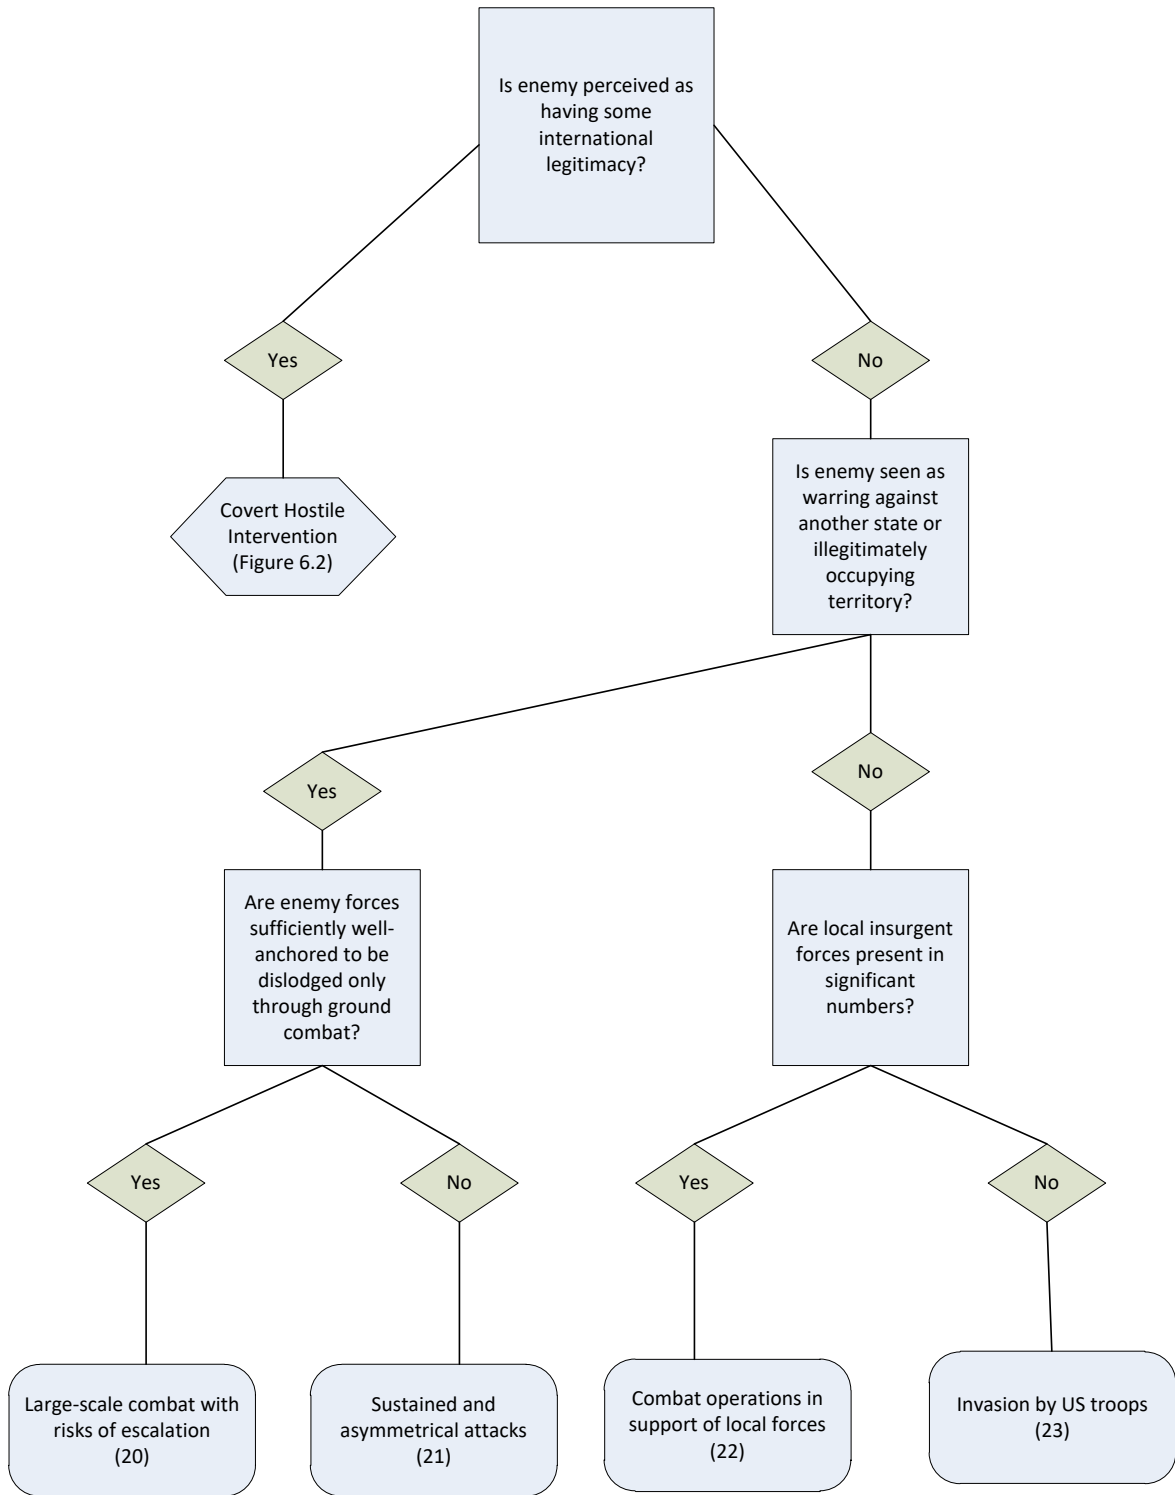 Is enemy perceived as
having some
international
legitimacy?
Yes
No
Covert Hostile
Intervention
(Figure 6.2)
Is enemy seen as
warring against
another state or
illegitimately
occupying
territory?
Yes
No
Are enemy forces
sufficiently well-
anchored to be
dislodged only
through ground
combat?
Are local insurgent
forces present in
significant
numbers?
Yes
No
Yes
No
Large-scale combat with
risks of escalation
(20)
Sustained and
asymmetrical attacks
(21)
Combat operations in
support of local forces
(22)
Invasion by US troops
(23)